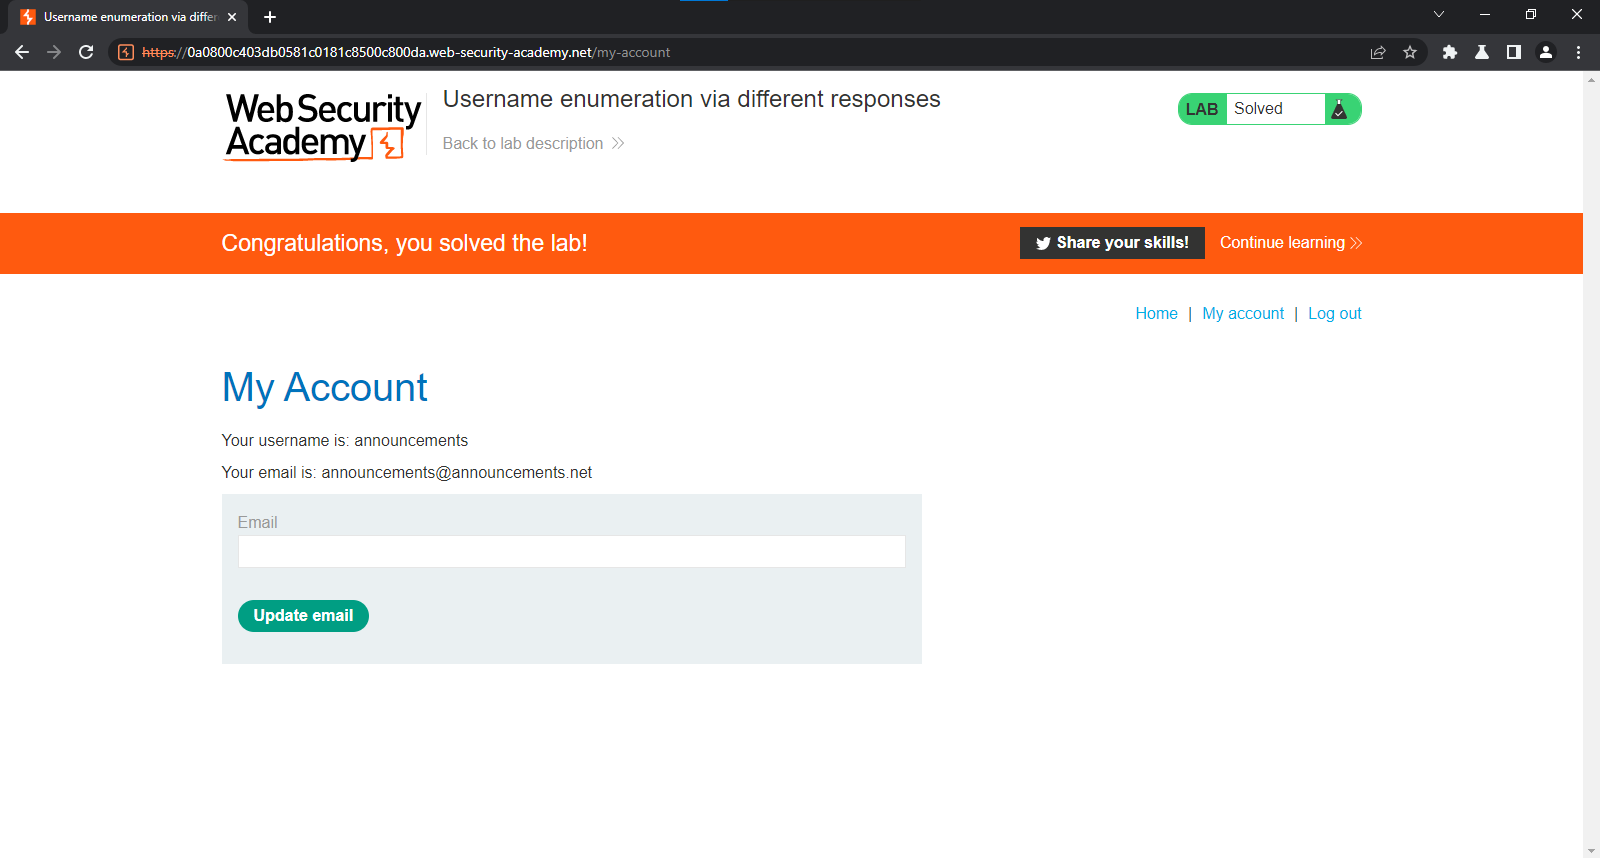 Username enumeration via differ
https://0a0800c403db0581c0181c8500c800da.web-security-academy.net/my-account
Web Security
Academy
Username enumeration via different responses
Back to lab description
LAB Solved
Congratulations, you solved the lab!
Share your skills!
Continue learning
Home | My account | Log out
My Account
Your username is: announcements
Your email is: announcements@announcements.net
Email
Update email